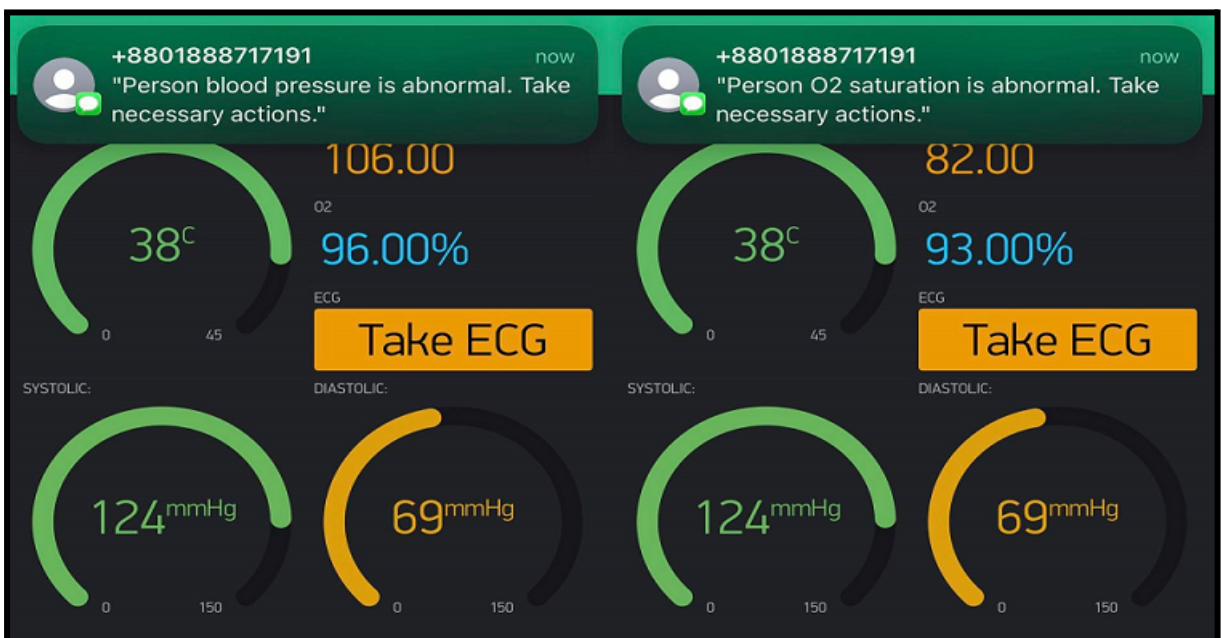 +8801888717191 now
"Person blood pressure is abnormal. Take
necessary actions."
106.00
O2
38C
96.00%
ECG
0 45
Take ECG
SYSTOLIC: DIASTOLIC:
124mmHg 69mmHg
0 150 0 150
+8801888717191 now
"Person O2 saturation is abnormal. Take
necessary actions."
82.00
O2
38C
93.00%
ECG
0 45
Take ECG
SYSTOLIC: DIASTOLIC:
124mmHg 69mmHg
0 150 0 150